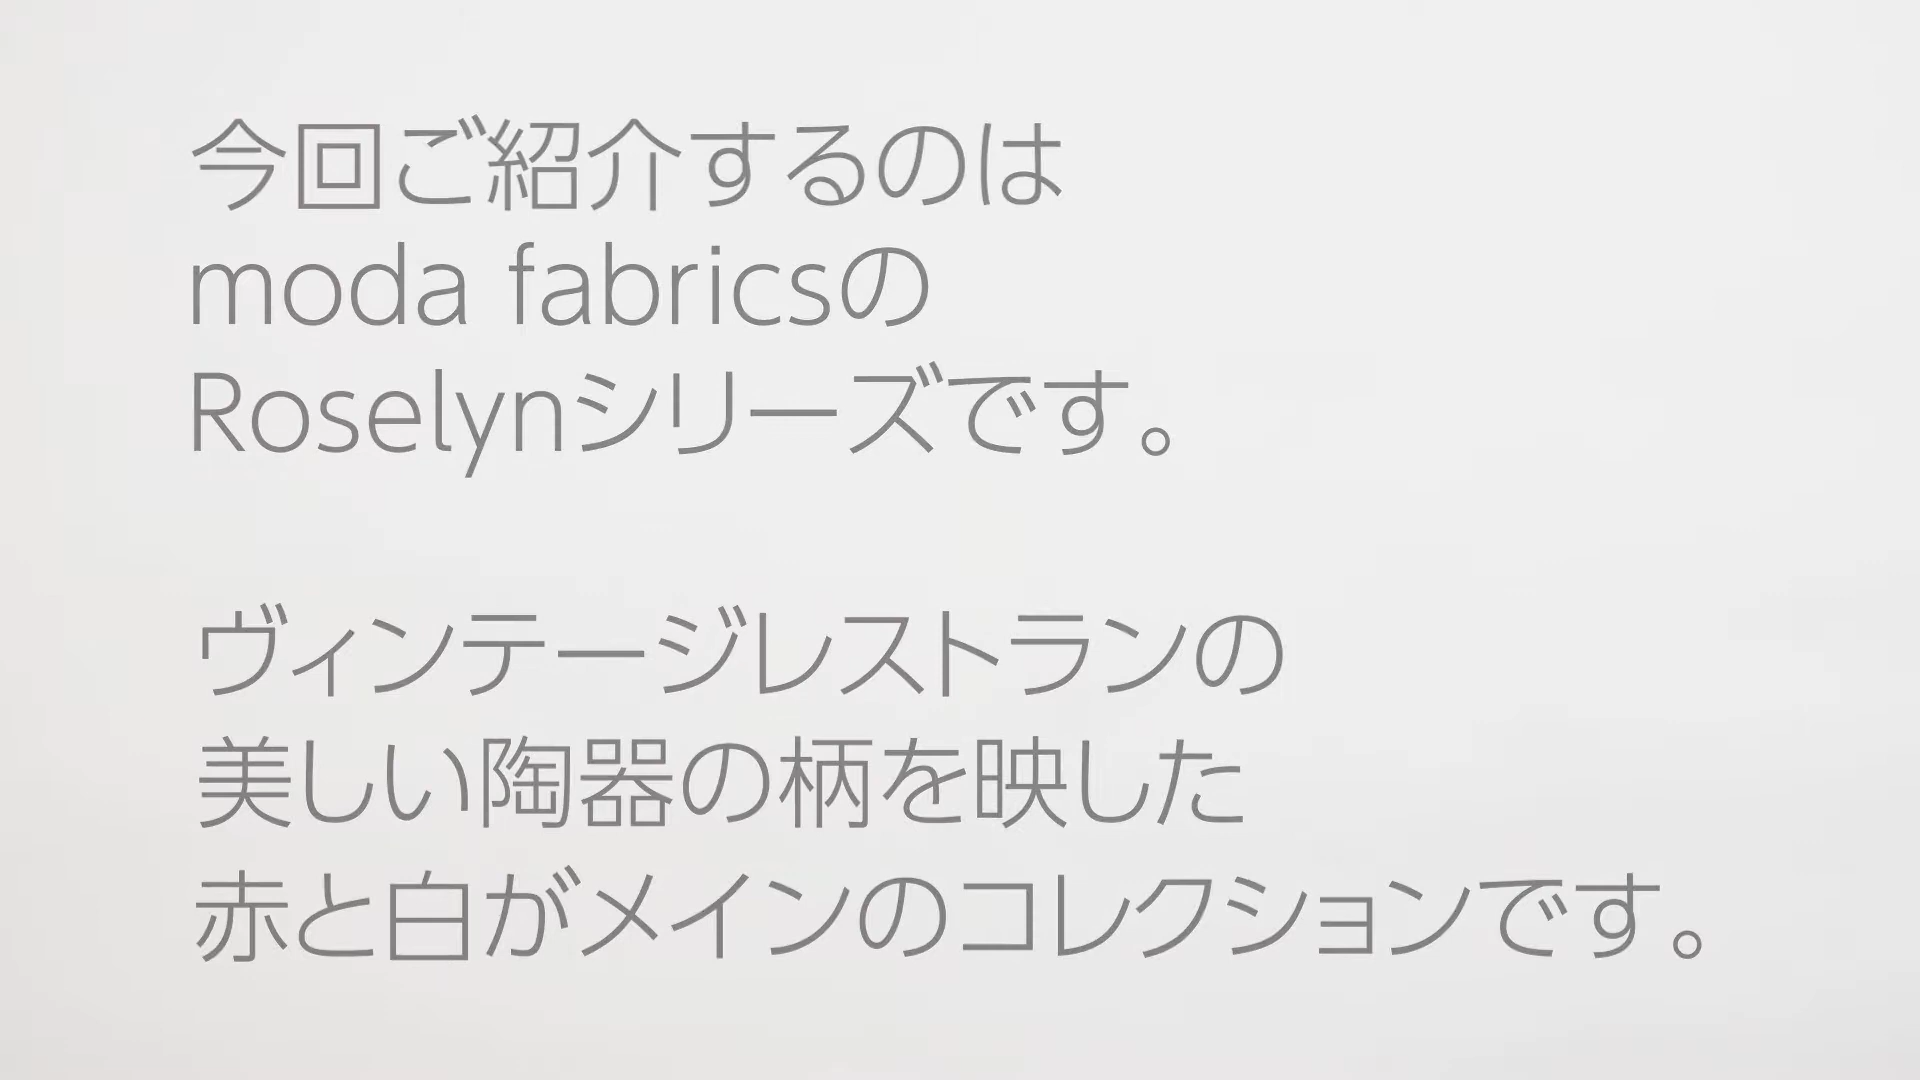 今回ご紹介するのは
moda fabricsの
Roselynシリーズです。
ヴィンテージレストランの
美しい陶器の柄を映した
赤と白がメインのコレクションです。